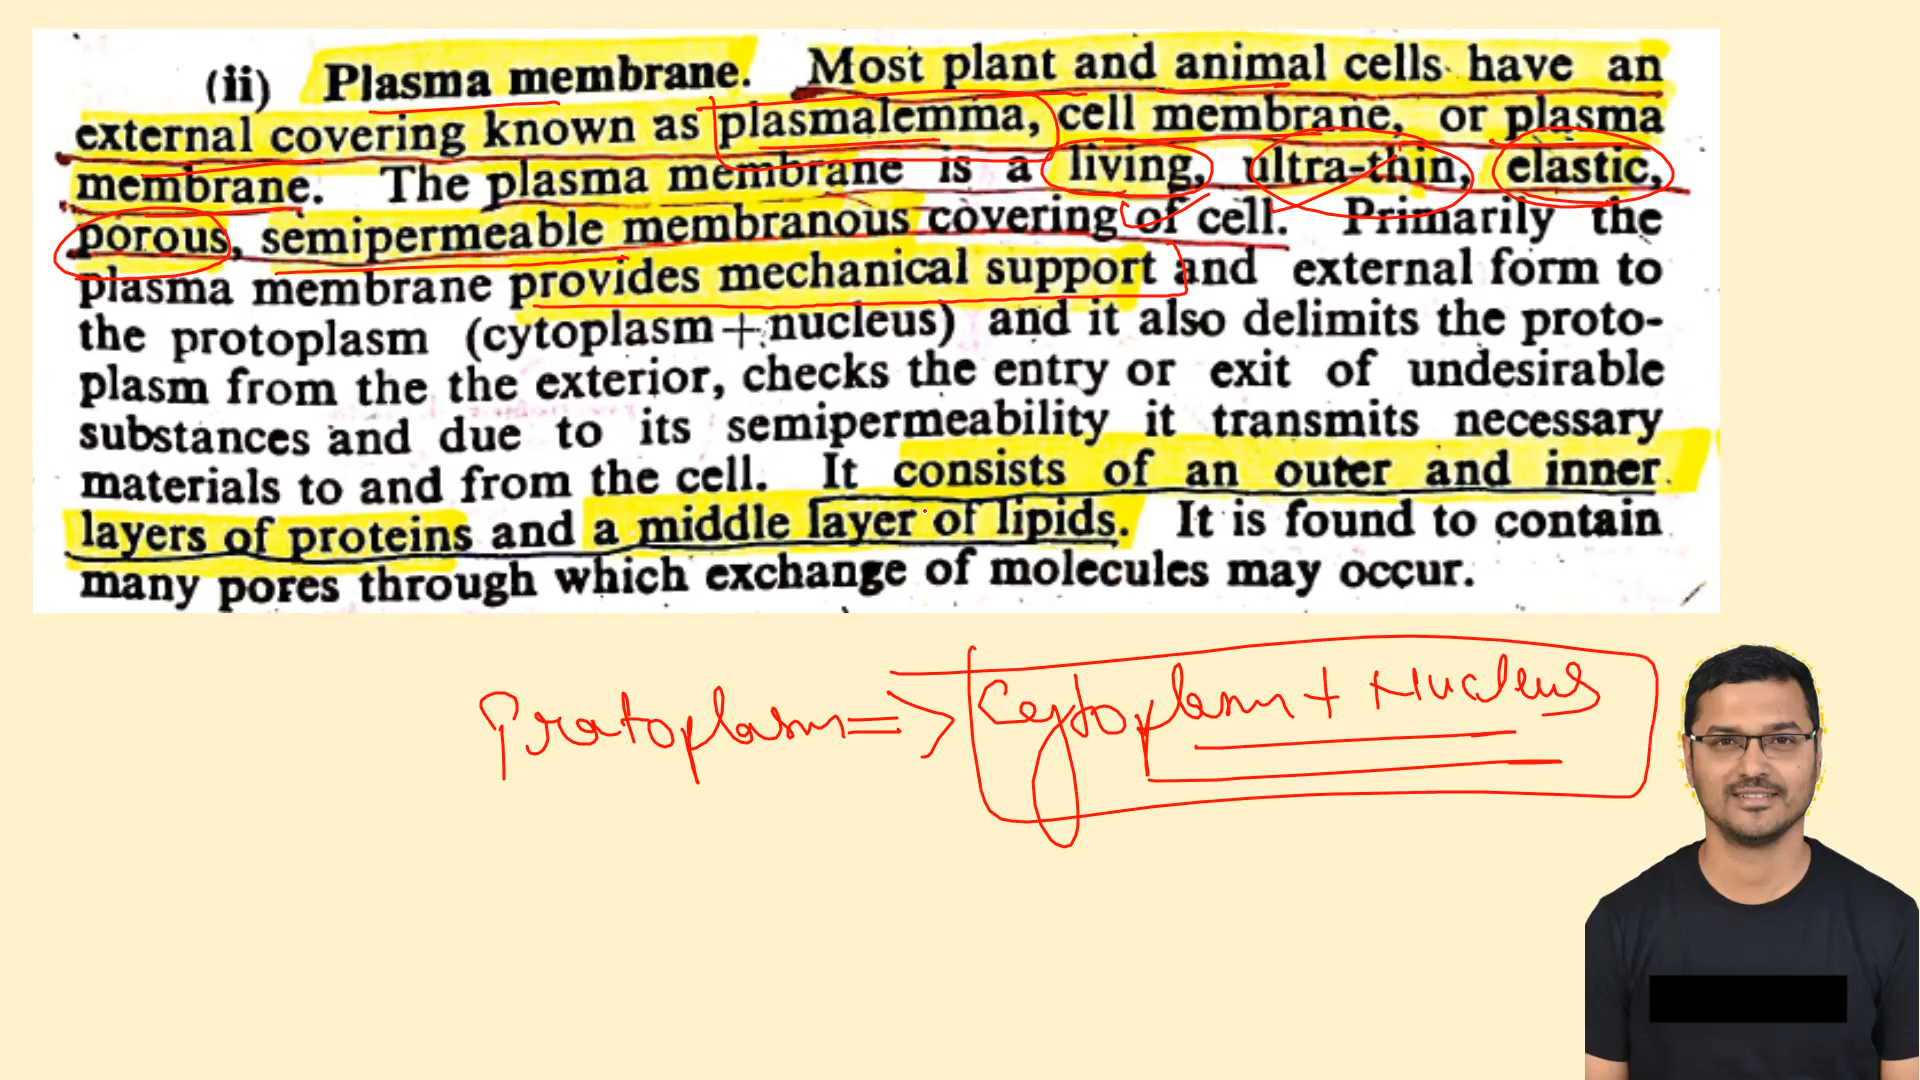 (ii) Plasma membrane. Most plant and animal cells have an
external covering known as plasmalemma, cell membrane, or plasma
membrane. The plasma membrane is a living, ultra-thin, elastic,
porous, semipermeable membranous covering of cell. Primarily the
plasma membrane provides mechanical support and external form to
the protoplasm (cytoplasm+nucleus) and it also delimits the proto-
plasm from the the exterior, checks the entry or exit of undesirable
substances and due to its semipermeability it transmits necessary
materials to and from the cell. It consists of an outer and inner
layers of proteins and a middle layer of lipids. It is found to contain
many pores through which exchange of molecules may occur.
Protoplasm => Cytoplasm + Nucleus